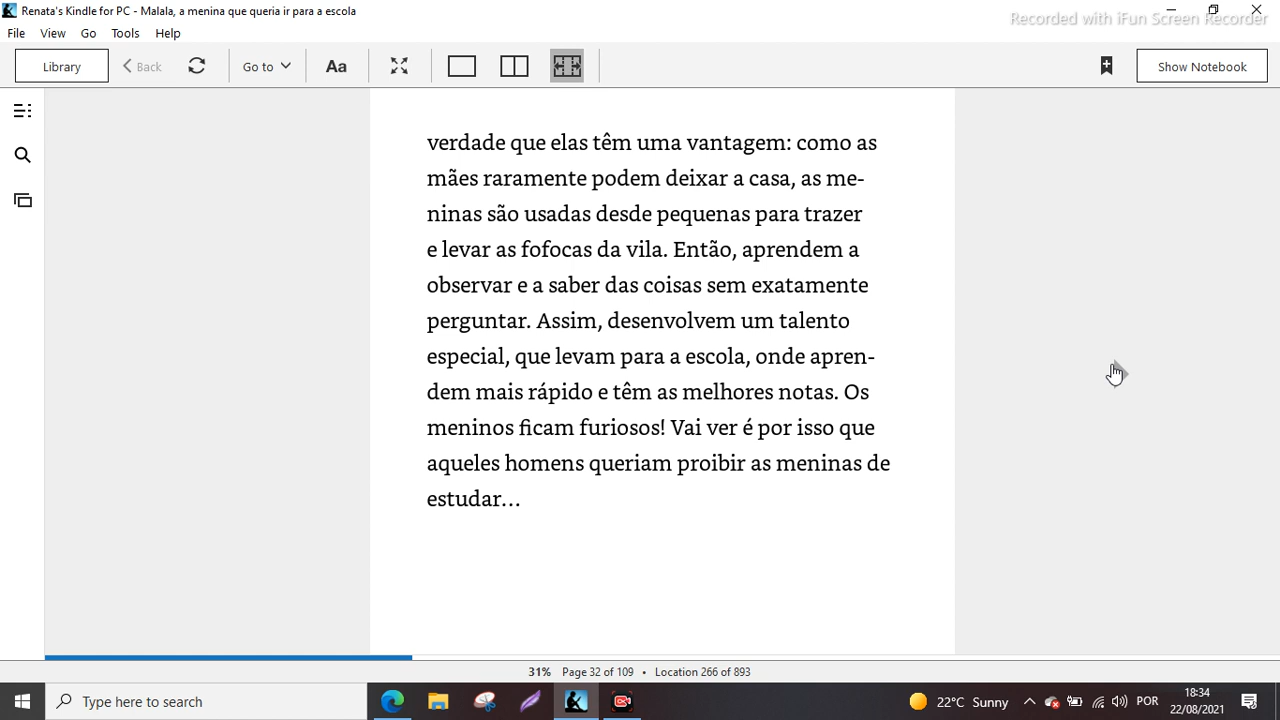 Renata's Kindle for PC - Malala, a menina que queria ir para a escola
Recorded with iFun Screen Recorder
File View Go Tools Help
Library Back Go to Aa Show Notebook
verdade que elas têm uma vantagem: como as
mães raramente podem deixar a casa, as me-
ninas são usadas desde pequenas para trazer
e levar as fofocas da vila. Então, aprendem a
observar e a saber das coisas sem exatamente
perguntar. Assim, desenvolvem um talento
especial, que levam para a escola, onde apren-
dem mais rápido e têm as melhores notas. Os
meninos ficam furiosos! Vai ver é por isso que
aqueles homens queriam proibir as meninas de
estudar...
31% Page 32 of 109 • Location 266 of 893
Type here to search 22°C Sunny POR 18:34
22/08/2021